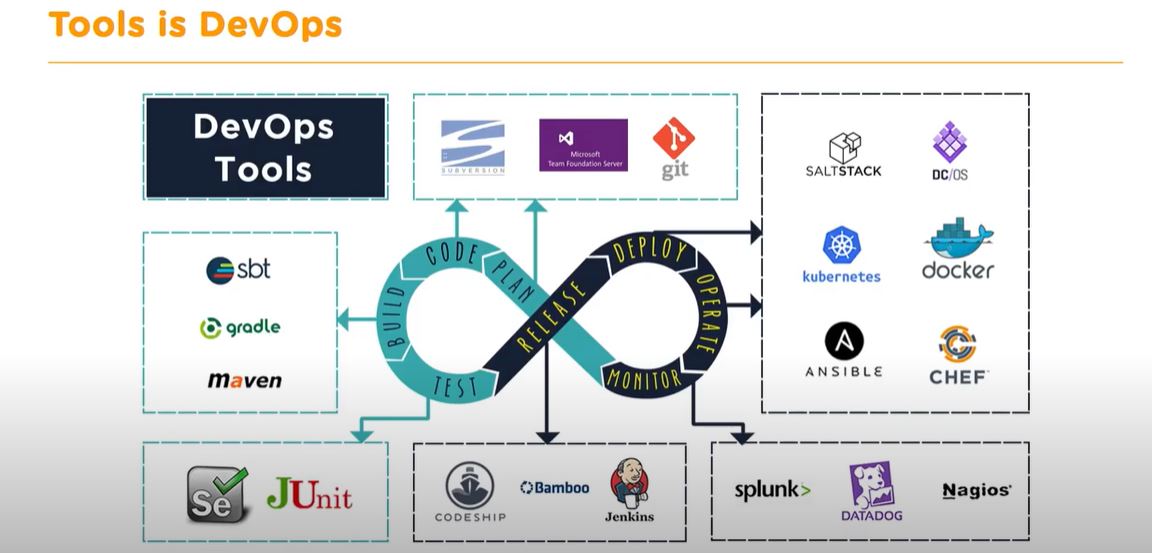 Tools is DevOps
DevOps
Tools
SUBVERSION
Microsoft
Team Foundation Server
git
SALTSTACK
DC/OS
kubernetes
docker
ANSIBLE
CHEF
sbt
gradle
maven
CODE
PLAN
BUILD
TEST
RELEASE
DEPLOY
OPERATE
MONITOR
Se
JUnit
CODESHIP
Bamboo
Jenkins
splunk>
DATADOG
Nagios®